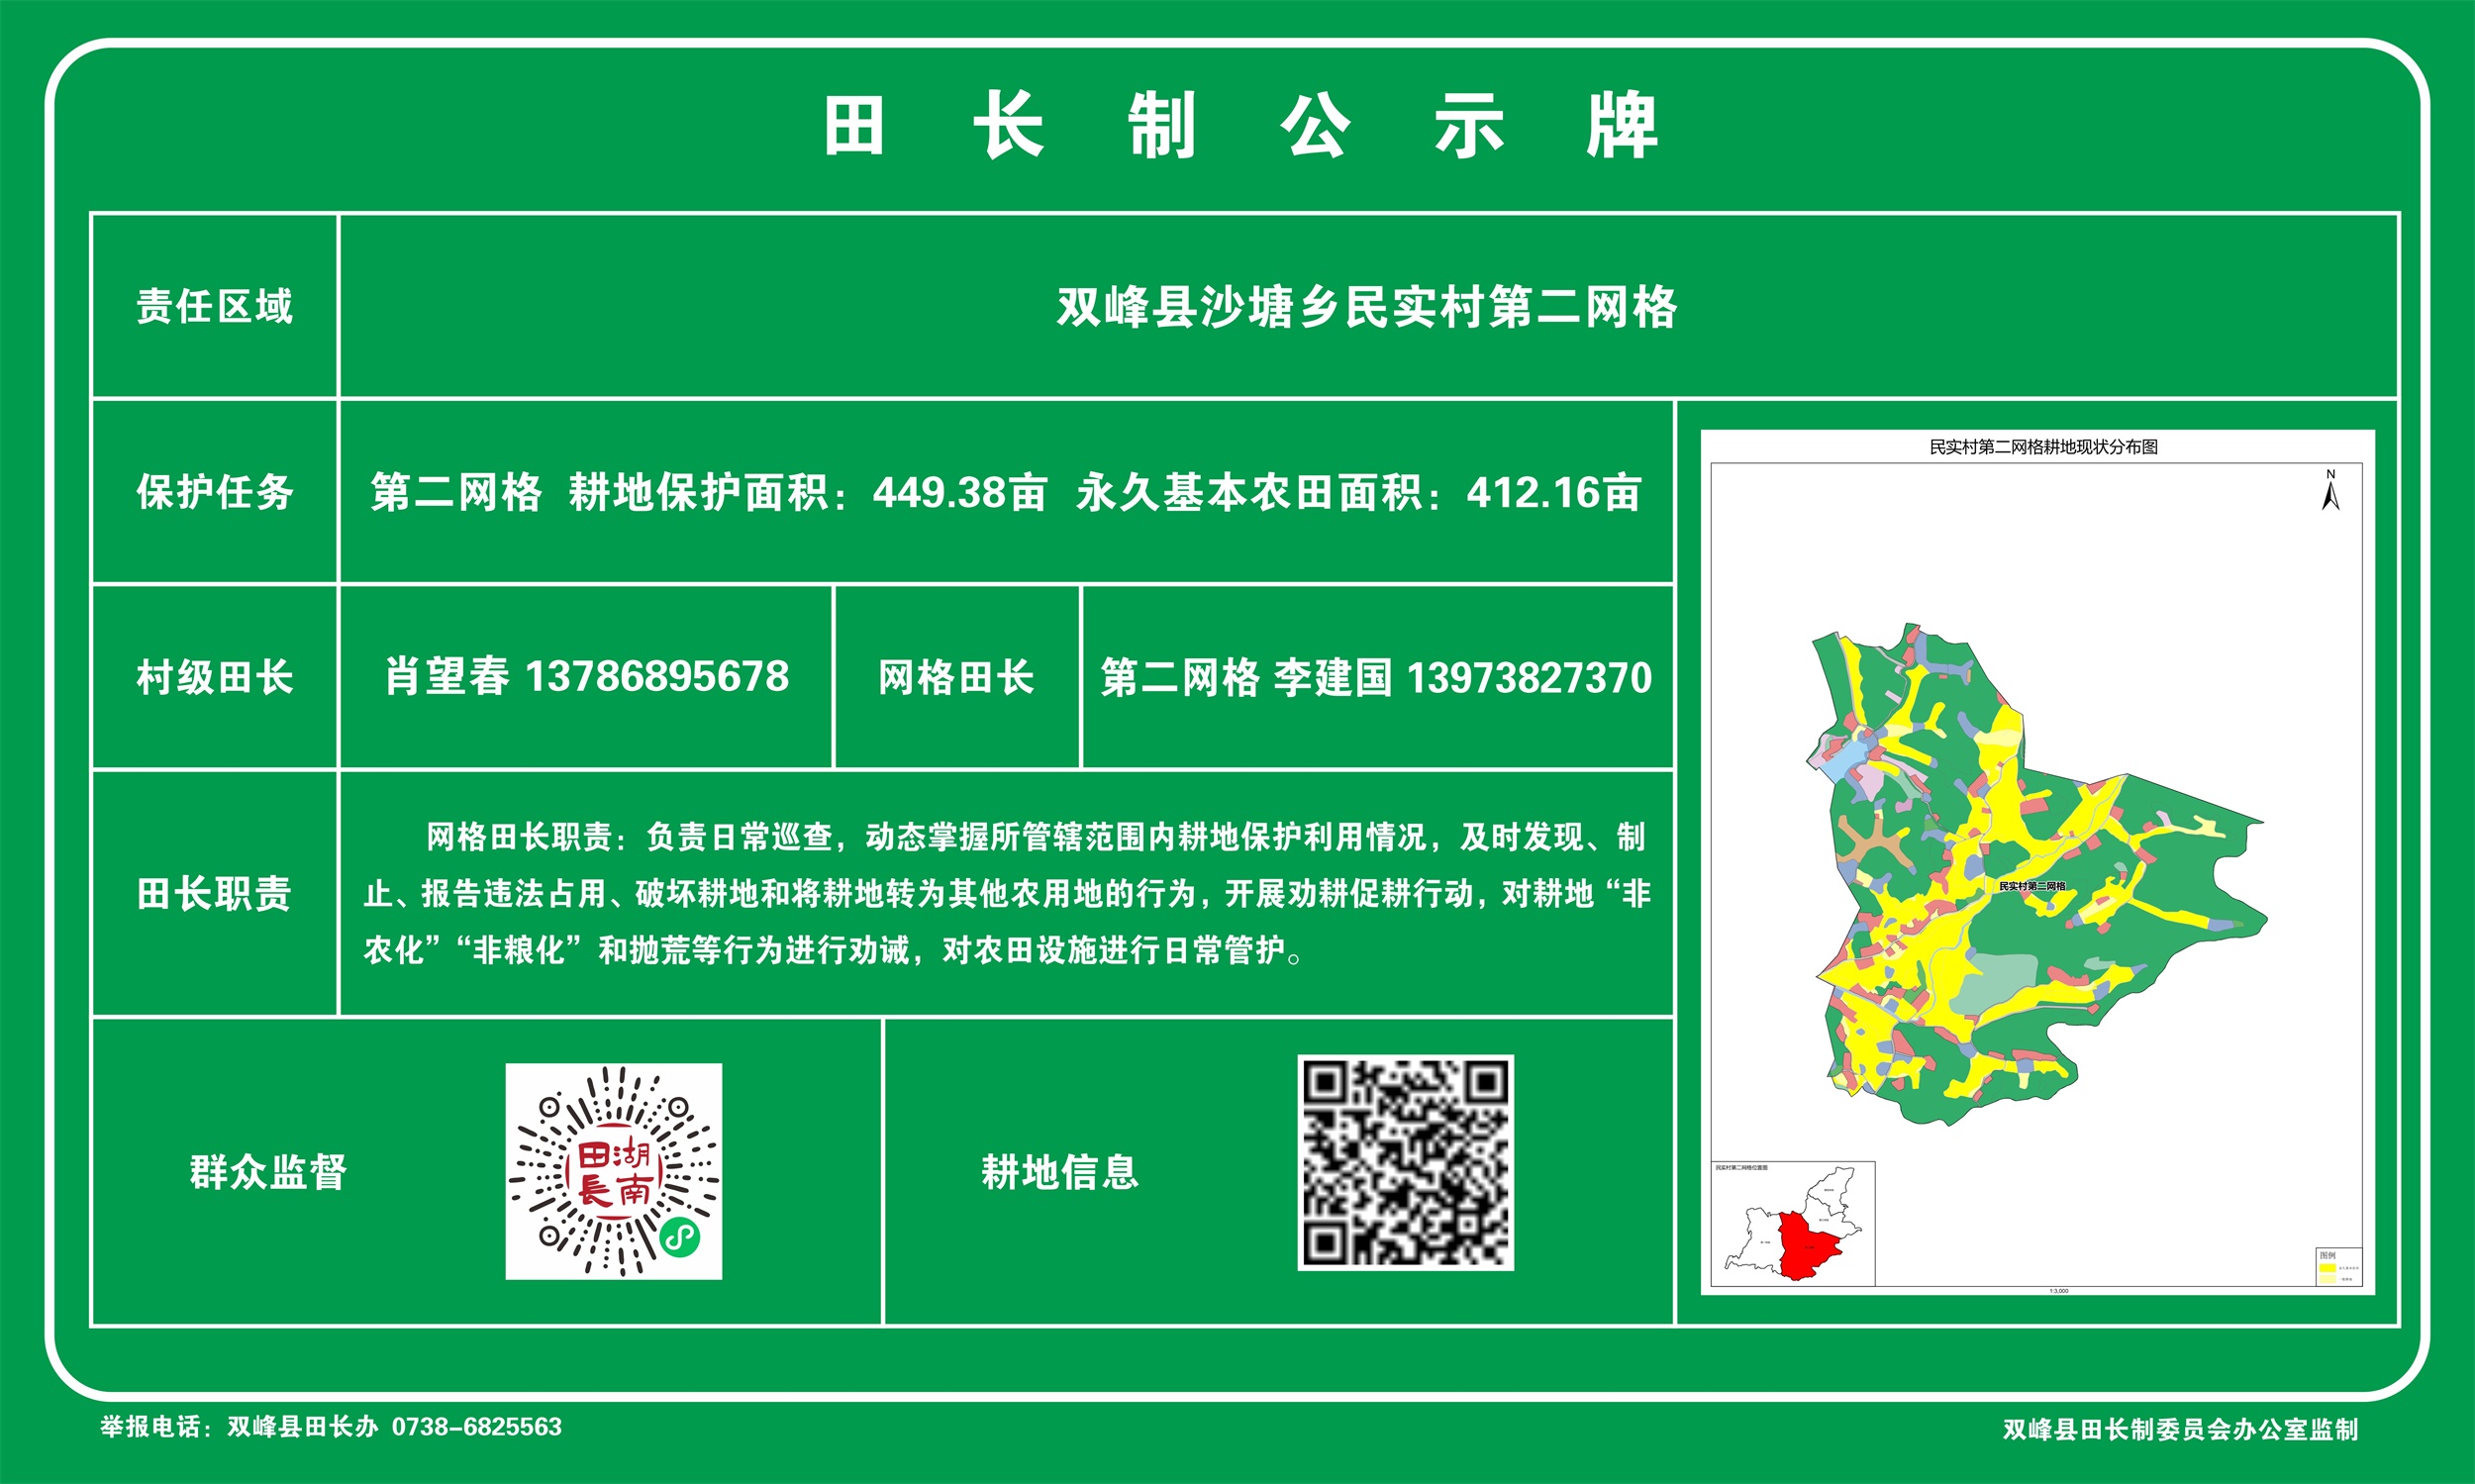 田长制公示牌
责任区域
双峰县沙塘乡民实村第二网格
保护任务
第二网格 耕地保护面积：449.38亩 永久基本农田面积：412.16亩
村级田长
肖望春 13786895678
网格田长
第二网格 李建国 13973827370
田长职责
网格田长职责：负责日常巡查，动态掌握所管辖范围内耕地保护利用情况，及时发现、制
止、报告违法占用、破坏耕地和将耕地转为其他农用地的行为，开展劝耕促耕行动，对耕地“非
农化”“非粮化”和抛荒等行为进行劝诫，对农田设施进行日常管护。
群众监督
田湖
長南
耕地信息
民实村第二网格耕地现状分布图
N
民实村第二网格
民实村第二网格位置图
图例
1:3,000
举报电话：双峰县田长办 0738-6825563
双峰县田长制委员会办公室监制